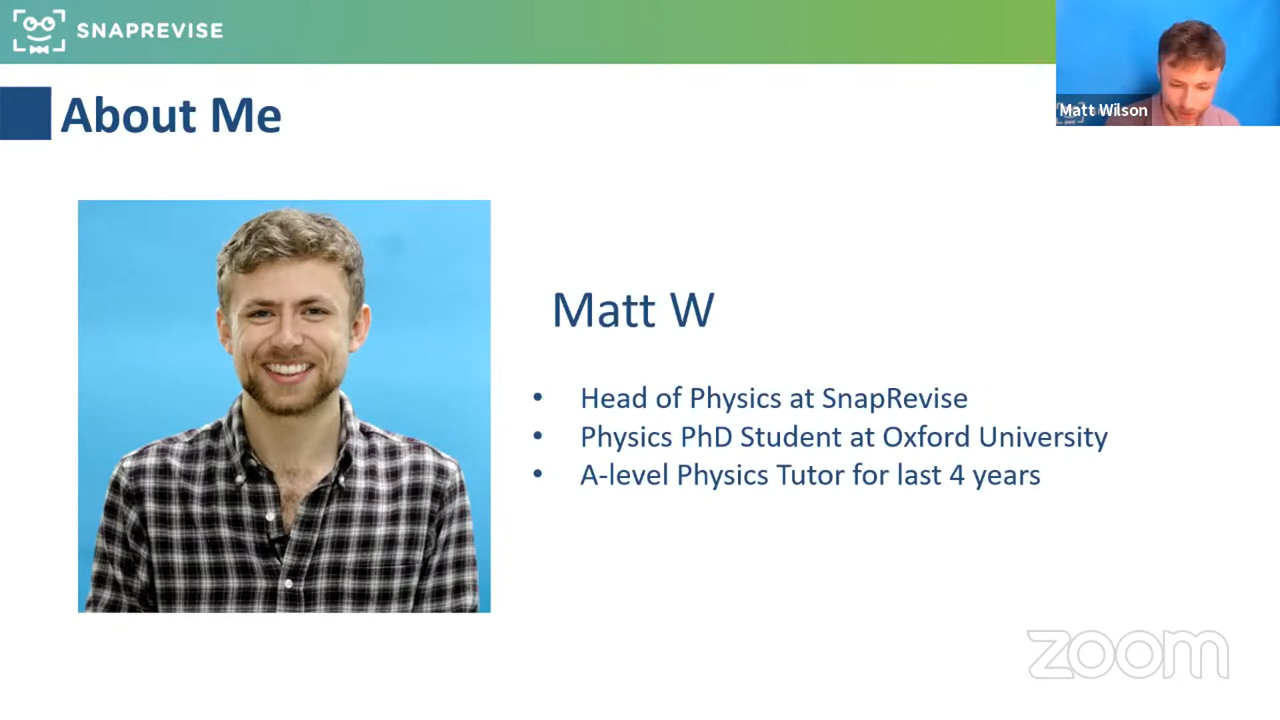 SNAPREVISE
Matt Wilson
About Me
Matt W
• Head of Physics at SnapRevise
• Physics PhD Student at Oxford University
• A-level Physics Tutor for last 4 years
zoom